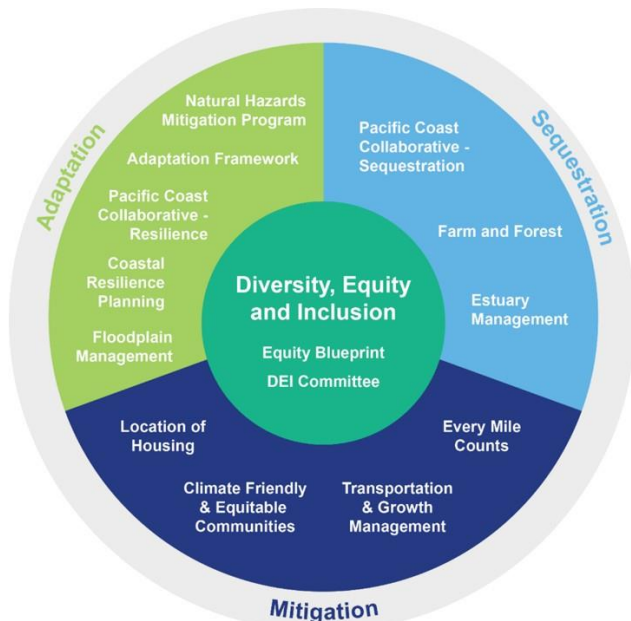 Adaptation
Natural Hazards
Mitigation Program
Adaptation Framework
Pacific Coast
Collaborative -
Resilience
Coastal
Resilience
Planning
Floodplain
Management
Sequestration
Pacific Coast
Collaborative -
Sequestration
Farm and Forest
Estuary
Management
Diversity, Equity
and Inclusion
Equity Blueprint
DEI Committee
Location of
Housing
Climate Friendly
& Equitable
Communities
Transportation
& Growth
Management
Every Mile
Counts
Mitigation